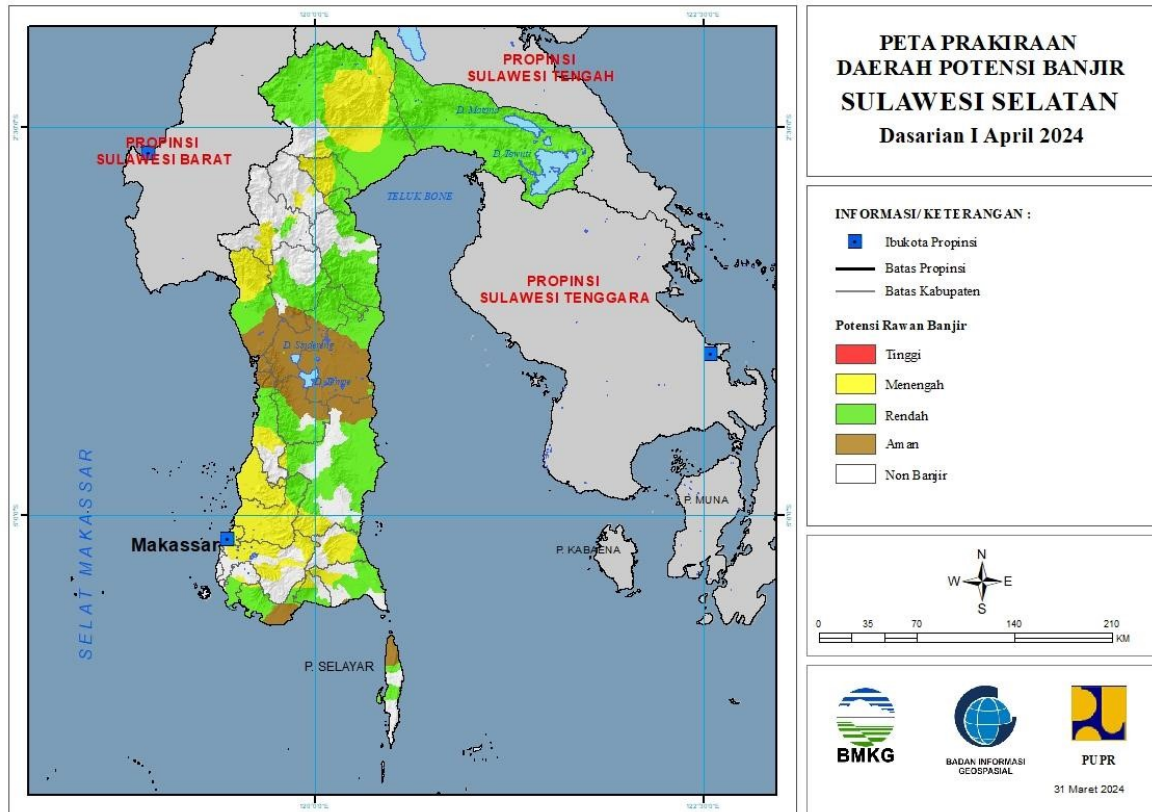 PETA PRAKIRAAN
DAERAH POTENSI BANJIR
SULAWESI SELATAN
Dasarian I April 2024
PROPINSI
SULAWESI TENGAH
PROPINSI
SULAWESI BARAT
D. Matana
D. Towuti
TELUK BONE
PROPINSI
SULAWESI TENGGARA
D. Sidenreng
D. Tempe
SELAT MAKASSAR
Makassar
P. MUNA
P. KABAENA
P. SELAYAR
INFORMASI/ KETERANGAN :
Ibukota Propinsi
Batas Propinsi
Batas Kabupaten
Potensi Rawan Banjir
Tinggi
Menengah
Rendah
Aman
Non Banjir
N
W E
S
0 35 70 140 210
KM
BMKG
BADAN INFORMASI
GEOSPASIAL
PUPR
31 Maret 2024